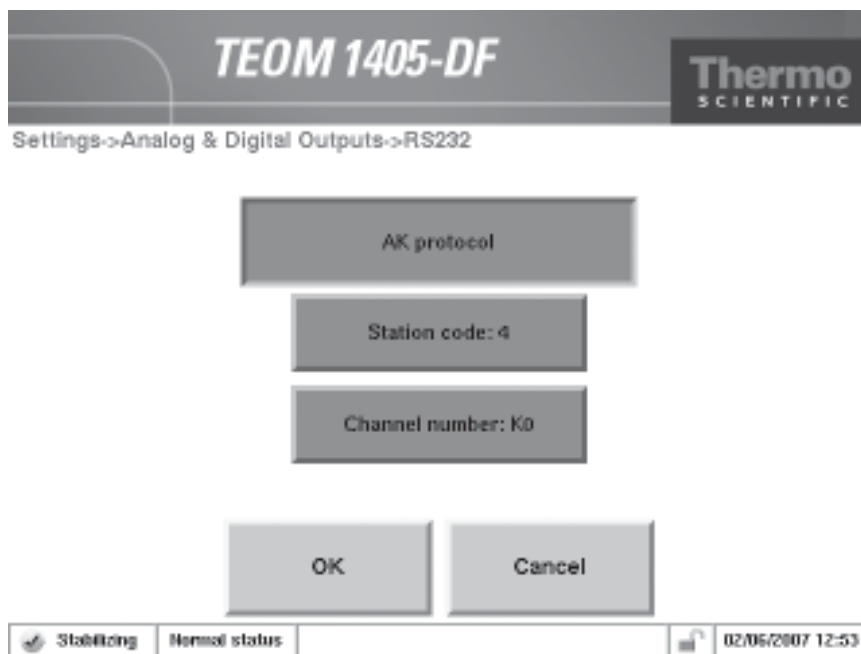 TEOM 1405-DF
Thermo
SCIENTIFIC
Settings->Analog & Digital Outputs->RS232
AK protocol
Station code: 4
Channel number: K0
OK Cancel
Stabilizing Normal status 02/06/2007 12:53